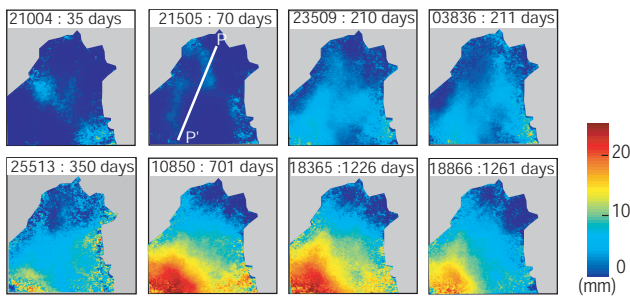 21004 : 35 days
21505 : 70 days
23509 : 210 days
03836 : 211 days
P
P'
20
10
0
(mm)
25513 : 350 days
10850 : 701 days
18365 :1226 days
18866 :1261 days